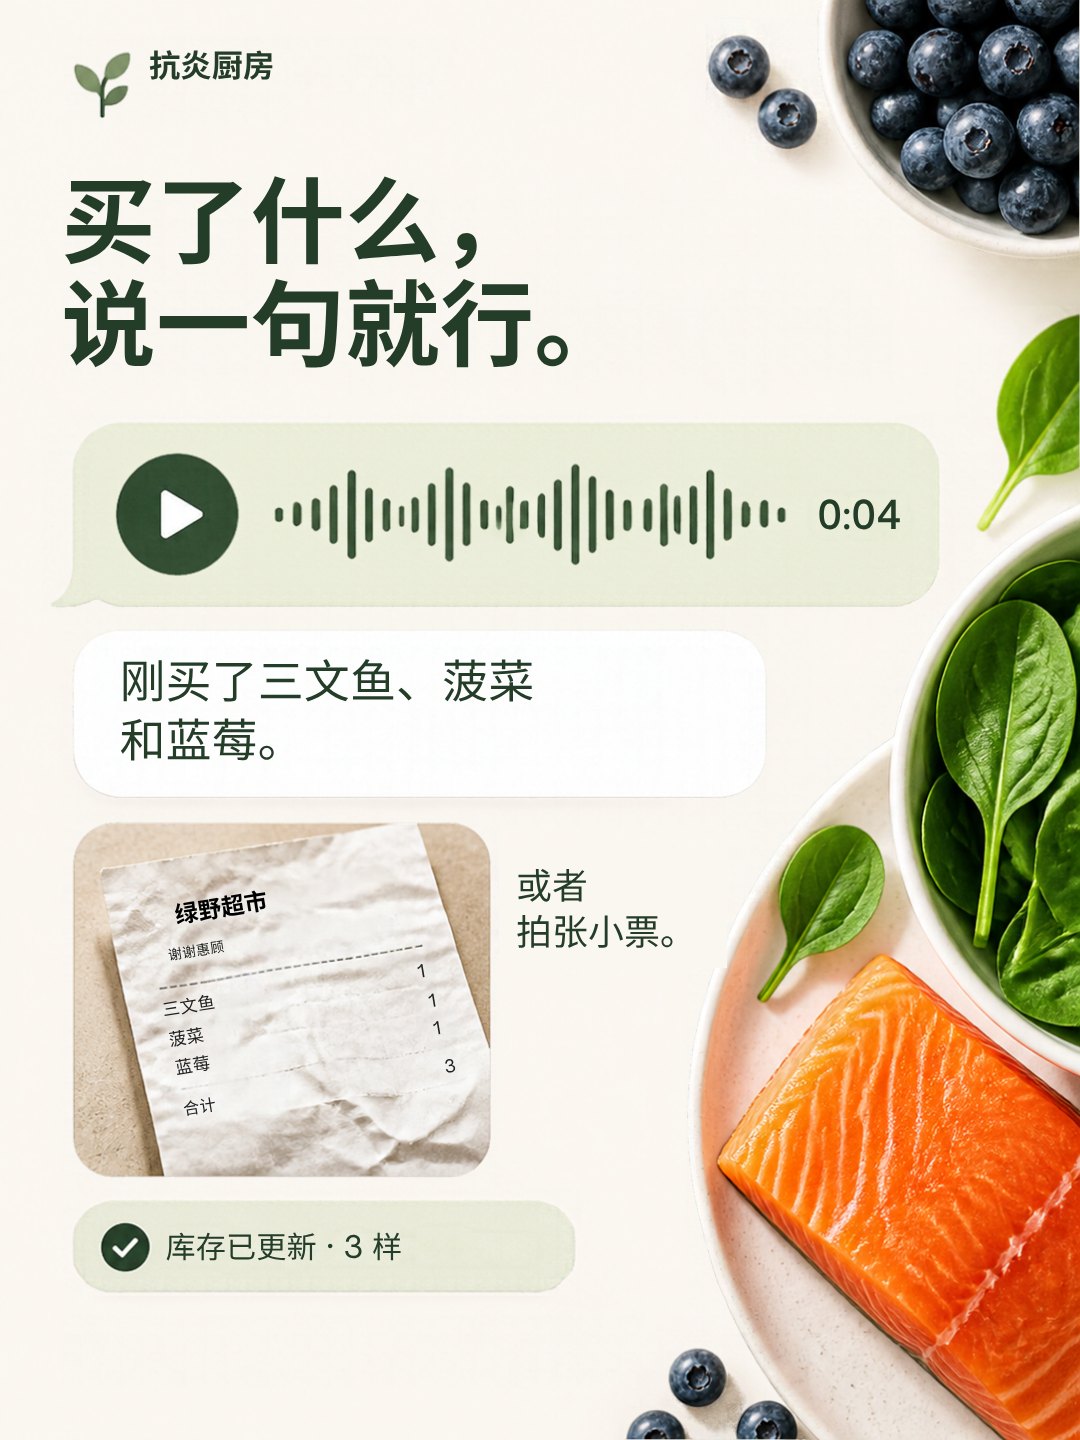 抗炎厨房
买了什么，
说一句就行。
0:04
刚买了三文鱼、菠菜
和蓝莓。
绿野超市
谢谢惠顾
三文鱼 1
菠菜 1
蓝莓 1
合计 3
或者
拍张小票。
库存已更新 · 3 样